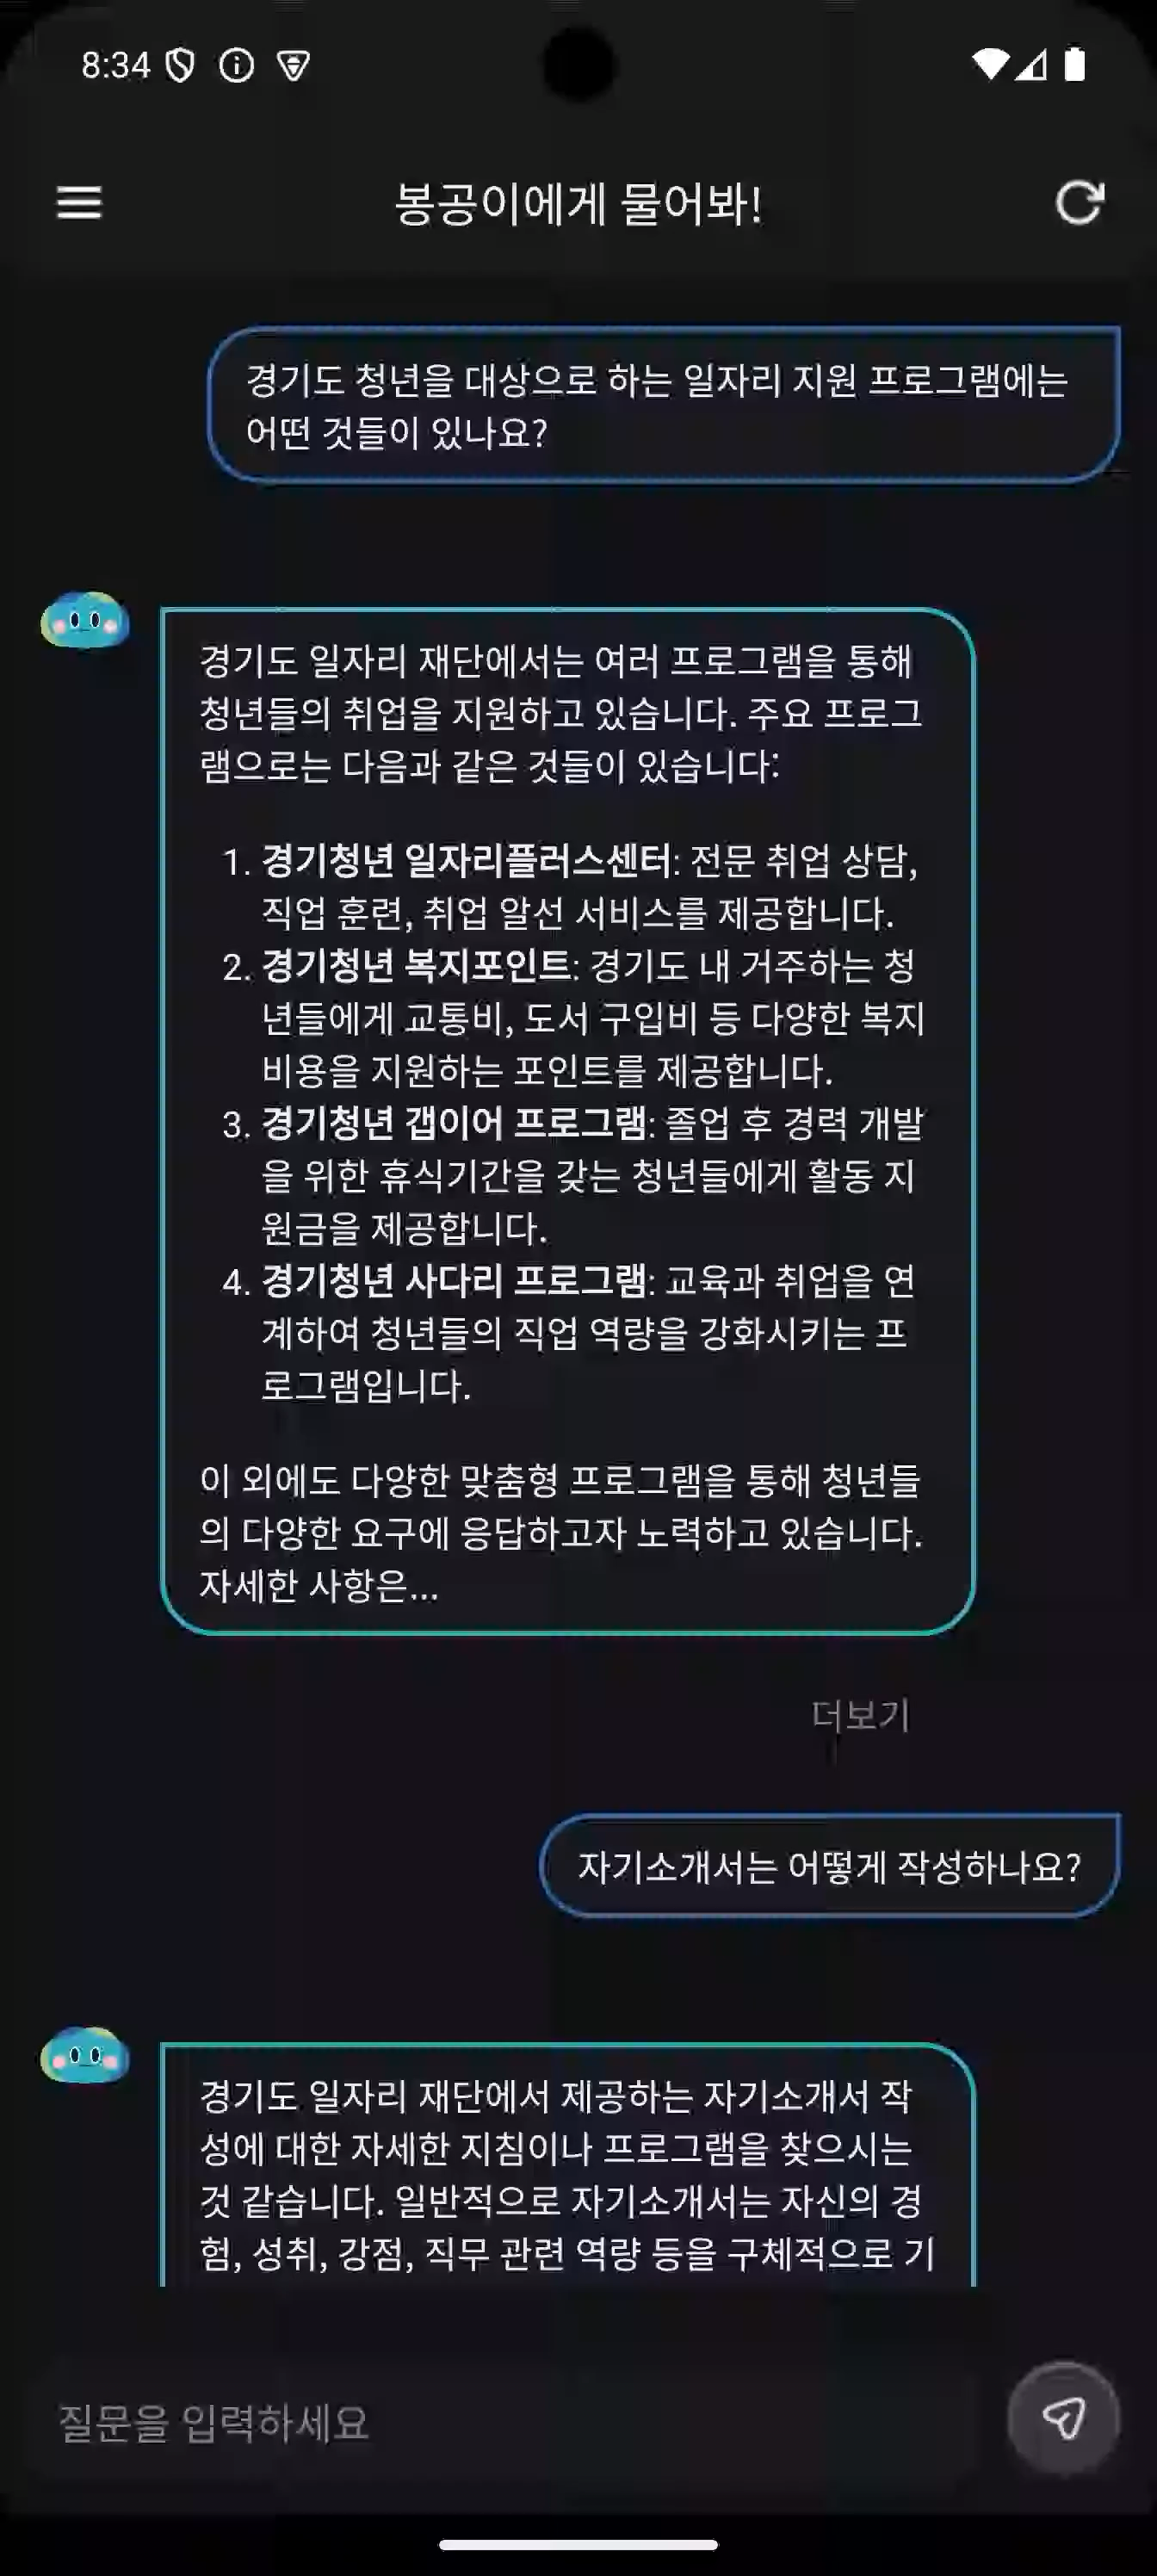 8:34
봉공이에게 물어봐!
경기도 청년을 대상으로 하는 일자리 지원 프로그램에는
어떤 것들이 있나요?
경기도 일자리 재단에서는 여러 프로그램을 통해
청년들의 취업을 지원하고 있습니다. 주요 프로그
램으로는 다음과 같은 것들이 있습니다:
1. 경기청년 일자리플러스센터: 전문 취업 상담,
직업 훈련, 취업 알선 서비스를 제공합니다.
2. 경기청년 복지포인트: 경기도 내 거주하는 청
년들에게 교통비, 도서 구입비 등 다양한 복지
비용을 지원하는 포인트를 제공합니다.
3. 경기청년 갭이어 프로그램: 졸업 후 경력 개발
을 위한 휴식기간을 갖는 청년들에게 활동 지
원금을 제공합니다.
4. 경기청년 사다리 프로그램: 교육과 취업을 연
계하여 청년들의 직업 역량을 강화시키는 프
로그램입니다.
이 외에도 다양한 맞춤형 프로그램을 통해 청년들
의 다양한 요구에 응답하고자 노력하고 있습니다.
자세한 사항은...
더보기
자기소개서는 어떻게 작성하나요?
경기도 일자리 재단에서 제공하는 자기소개서 작
성에 대한 자세한 지침이나 프로그램을 찾으시는
것 같습니다. 일반적으로 자기소개서는 자신의 경
험, 성취, 강점, 직무 관련 역량 등을 구체적으로 기
질문을 입력하세요